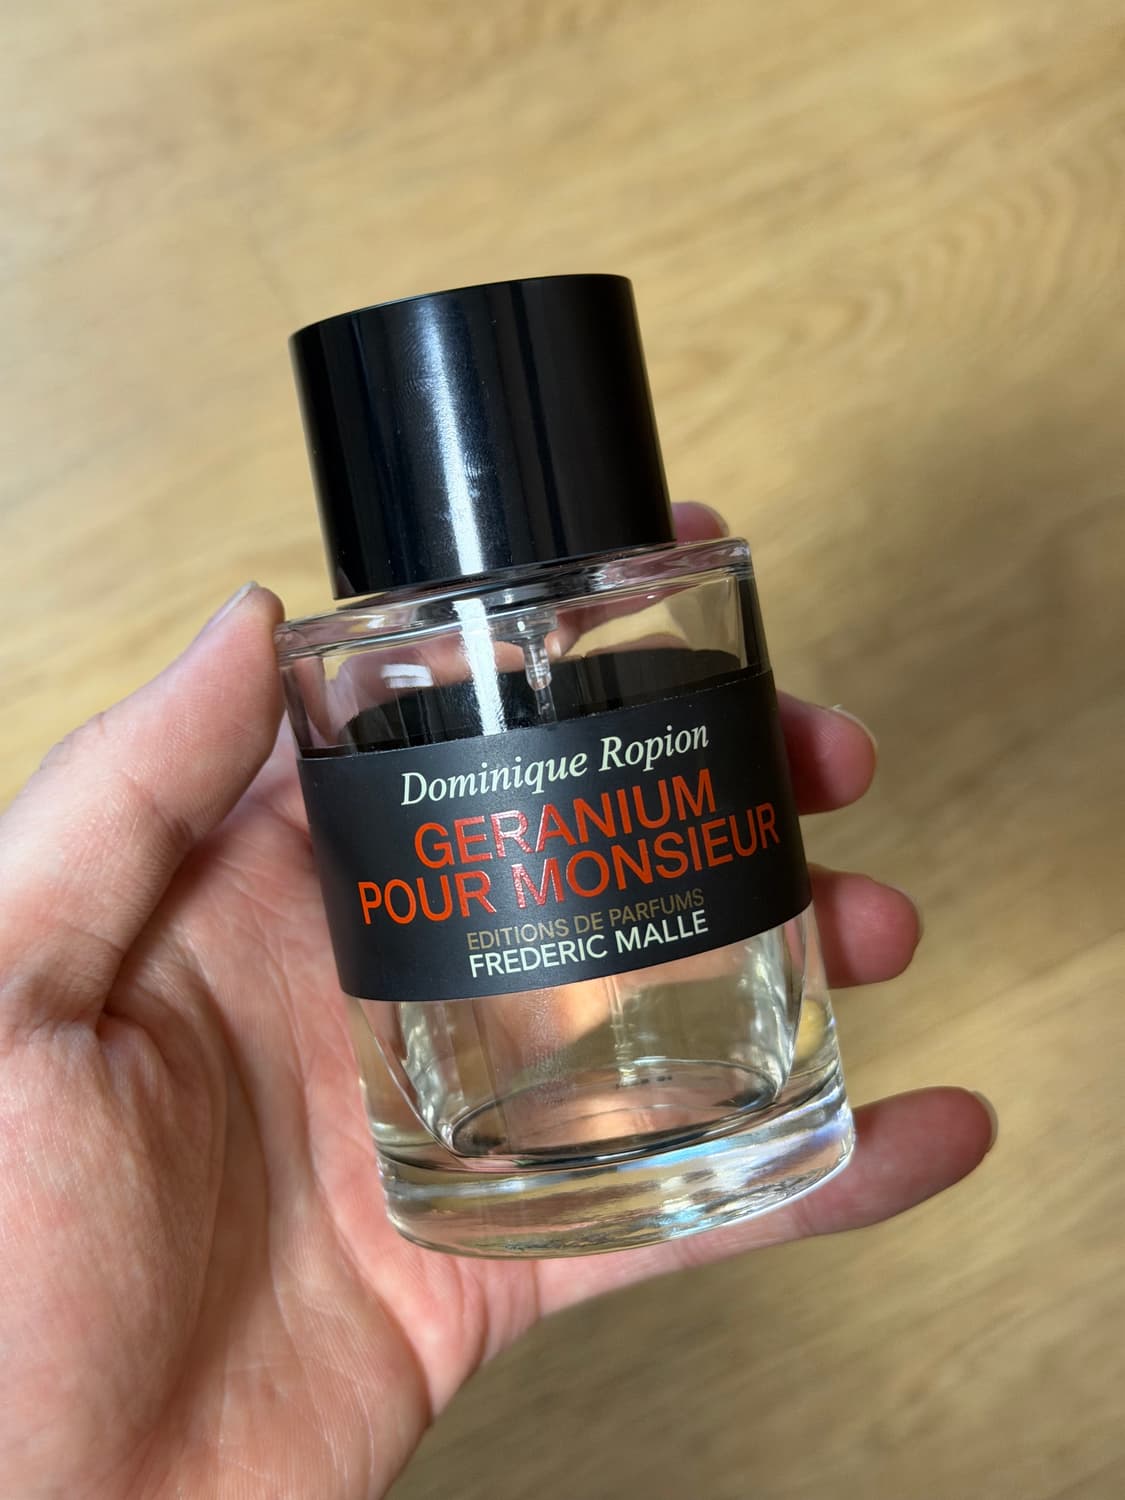 Dominique Ropion
GERANIUM
POUR MONSIEUR
EDITIONS DE PARFUMS
FREDERIC MALLE